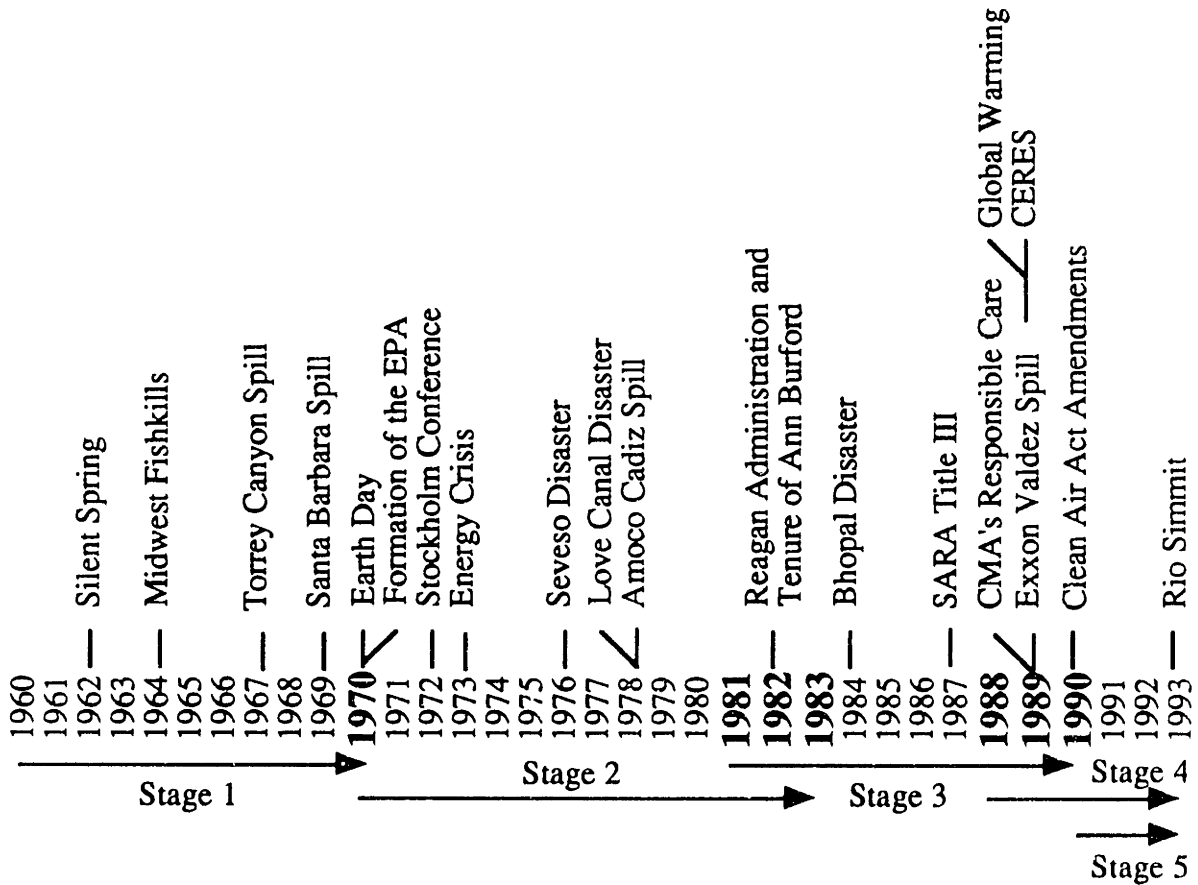 1960
1961
1962
1963
1964
1965
1966
1967
1968
1969
1970
1971
1972
1973
1974
1975
1976
1977
1978
1979
1980
1981
1982
1983
1984
1985
1986
1987
1988
1989
1990
1991
1992
1993
Silent Spring
Midwest Fishkills
Torrey Canyon Spill
Santa Barbara Spill
Earth Day
Formation of the EPA
Stockholm Conference
Energy Crisis
Seveso Disaster
Love Canal Disaster
Amoco Cadiz Spill
Reagan Administration and
Tenure of Ann Burford
Bhopal Disaster
SARA Title III
CMA's Responsible Care
Exxon Valdez Spill
Global Warming
CERES
Clean Air Act Amendments
Rio Simmit
Stage 1
Stage 2
Stage 3
Stage 4
Stage 5